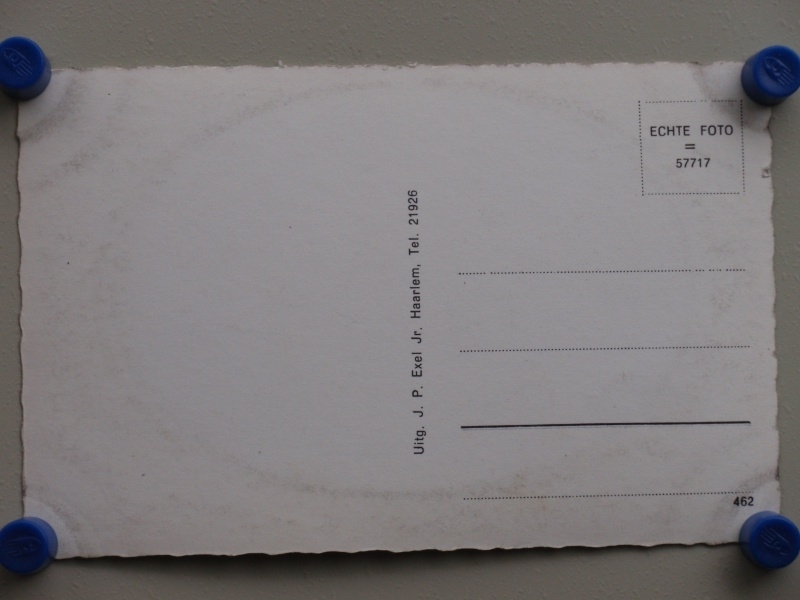 ECHTE FOTO
=
57717
Uitg. J. P. Exel Jr. Haarlem, Tel. 21926
462